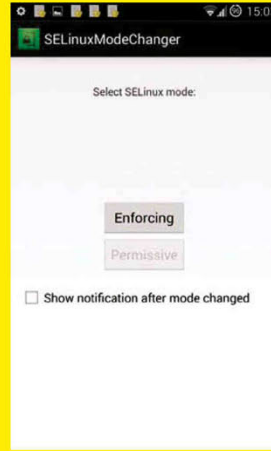 15:0
SELinuxModeChanger
Select SELinux mode:
Enforcing
Permissive
Show notification after mode changed